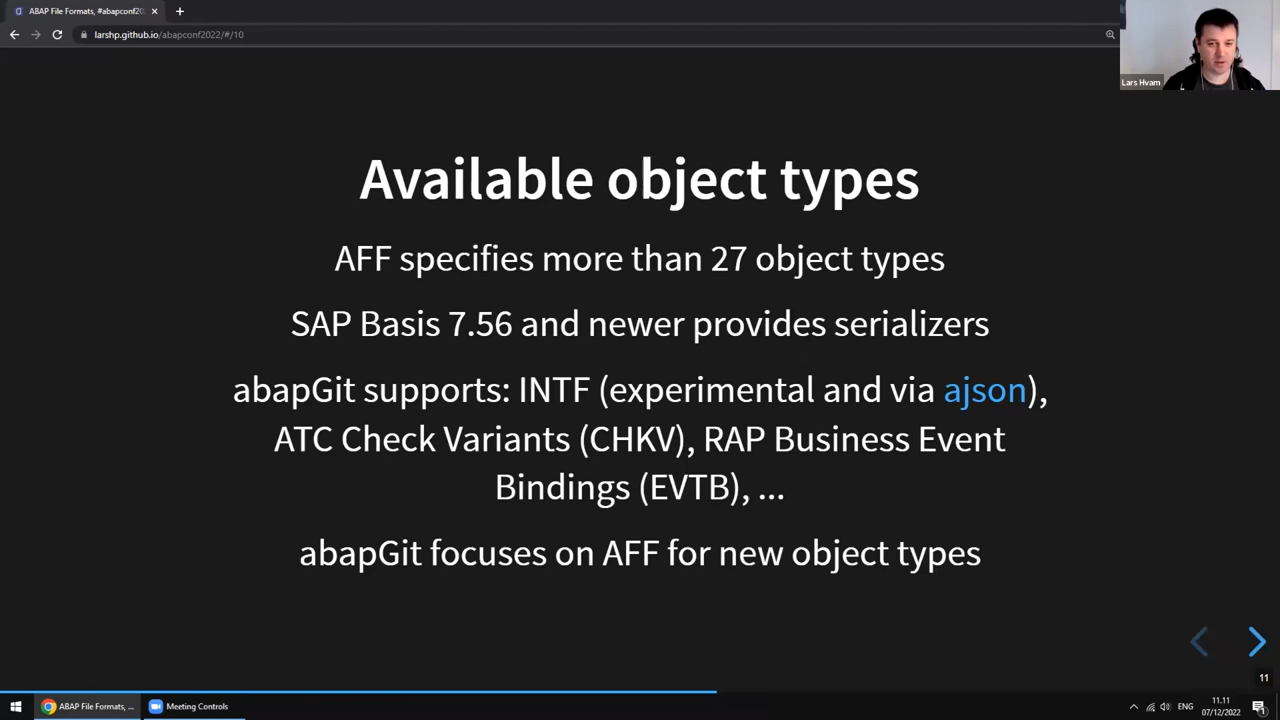 ABAP File Formats, #abapconf20
larshp.github.io/abapconf2022/#/10
Lars Hvam
Available object types
AFF specifies more than 27 object types
SAP Basis 7.56 and newer provides serializers
abapGit supports: INTF (experimental and via ajson),
ATC Check Variants (CHKV), RAP Business Event
Bindings (EVTB), ...
abapGit focuses on AFF for new object types
11
ABAP File Formats, ...
Meeting Controls
ENG
11.11
07/12/2022
1